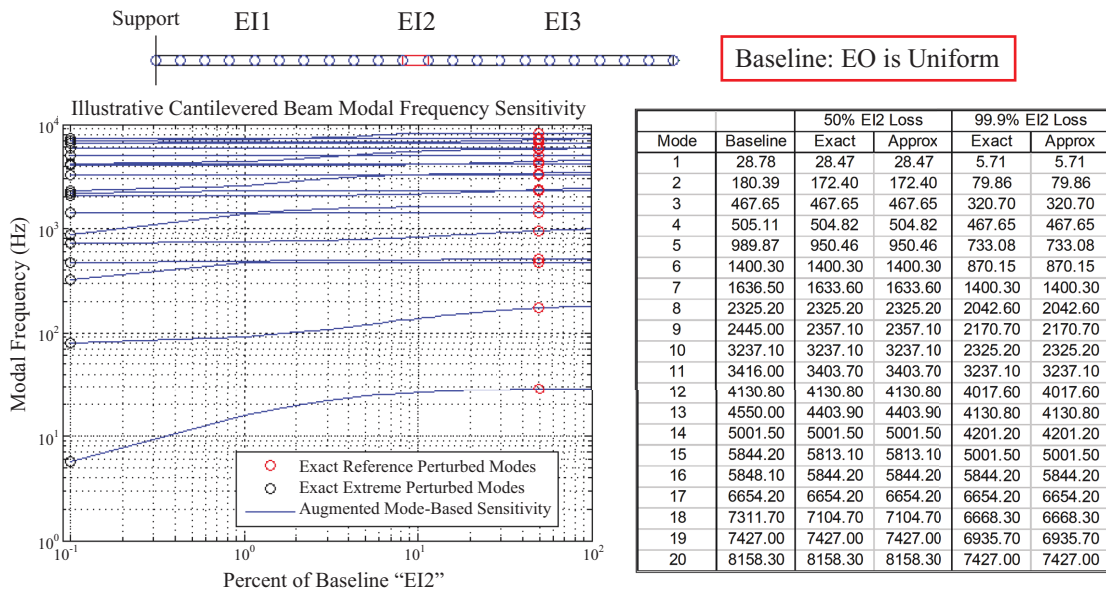 Support EI1 EI2 EI3
Baseline: EO is Uniform
Illustrative Cantilevered Beam Modal Frequency Sensitivity
Modal Frequency (Hz)
10^4
10^3
10^2
10^1
10^0
Exact Reference Perturbed Modes
Exact Extreme Perturbed Modes
Augmented Mode-Based Sensitivity
10^-1 10^0 10^1 10^2
Percent of Baseline “EI2”
50% EI2 Loss 99.9% EI2 Loss
Mode Baseline Exact Approx Exact Approx
1 28.78 28.47 28.47 5.71 5.71
2 180.39 172.40 172.40 79.86 79.86
3 467.65 467.65 467.65 320.70 320.70
4 505.11 504.82 504.82 467.65 467.65
5 989.87 950.46 950.46 733.08 733.08
6 1400.30 1400.30 1400.30 870.15 870.15
7 1636.50 1633.60 1633.60 1400.30 1400.30
8 2325.20 2325.20 2325.20 2042.60 2042.60
9 2445.00 2357.10 2357.10 2170.70 2170.70
10 3237.10 3237.10 3237.10 2325.20 2325.20
11 3416.00 3403.70 3403.70 3237.10 3237.10
12 4130.80 4130.80 4130.80 4017.60 4017.60
13 4550.00 4403.90 4403.90 4130.80 4130.80
14 5001.50 5001.50 5001.50 4201.20 4201.20
15 5844.20 5813.10 5813.10 5001.50 5001.50
16 5848.10 5844.20 5844.20 5844.20 5844.20
17 6654.20 6654.20 6654.20 6654.20 6654.20
18 7311.70 7104.70 7104.70 6668.30 6668.30
19 7427.00 7427.00 7427.00 6935.70 6935.70
20 8158.30 8158.30 8158.30 7427.00 7427.00